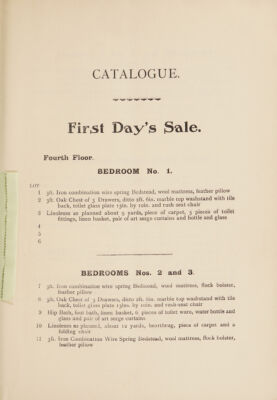 CATALOGUE.
First Day's Sale.
Fourth Floor.
BEDROOM No. 1.
LOT
1 3ft. Iron combination wire spring Bedstead, wool mattress, feather pillow
2 3ft. Oak Chest of 3 Drawers, ditto 2ft. 6in. marble top washstand with tile
back, toilet glass plate 19in. by 10in. and rush seat chair
3 Linoleum as planned about 5 yards, piece of carpet, 3 pieces of toilet
fittings, linen basket, pair of art serge curtains and bottle and glass
4
5
6
BEDROOMS Nos. 2 and 3.
7 3ft. Iron combination wire spring Bedstead, wool mattress, flock bolster,
feather pillow
8 3ft. Oak Chest of 3 Drawers, ditto 2ft. 6in. marble top washstand with tile
back, toilet glass plate 19in. by 10in. and rush seat chair
9 Hip Bath, foot bath, linen basket, 6 pieces of toilet ware, water bottle and
glass and pair of art serge curtains
10 Linoleum as planned, about 12 yards, hearthrug, piece of carpet and a
folding chair
11 3ft. Iron Combination Wire Spring Bedstead, wool mattress, flock bolster,
feather pillow